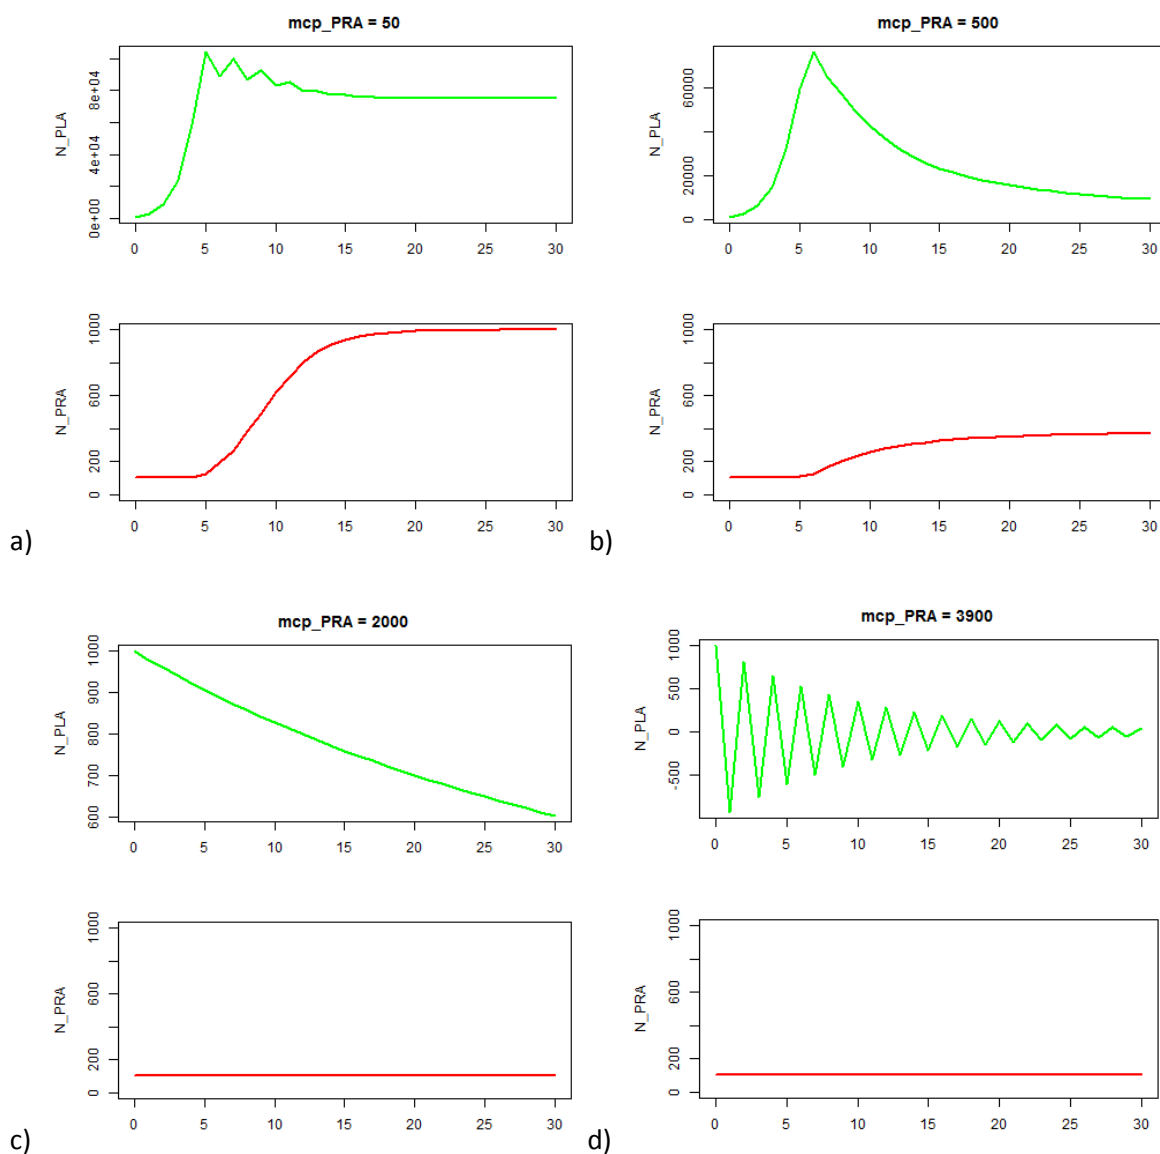 mcp_PRA = 50
N_PLA
0e+00 4e+04 8e+04
0 5 10 15 20 25 30
N_PRA
0 200 600 1000
0 5 10 15 20 25 30
a)
mcp_PRA = 500
N_PLA
0 20000 60000
0 5 10 15 20 25 30
N_PRA
0 200 600 1000
0 5 10 15 20 25 30
b)
mcp_PRA = 2000
N_PLA
600 700 800 900 1000
0 5 10 15 20 25 30
N_PRA
0 200 600 1000
0 5 10 15 20 25 30
c)
mcp_PRA = 3900
N_PLA
-500 0 500 1000
0 5 10 15 20 25 30
N_PRA
0 200 600 1000
0 5 10 15 20 25 30
d)